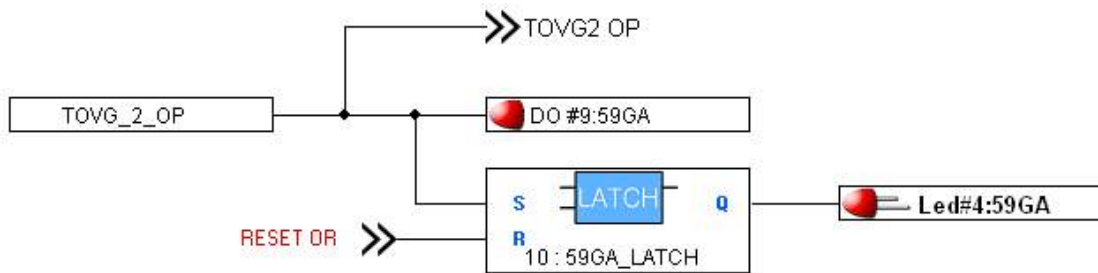 TOVG2 OP
TOVG_2_OP
DO #9:59GA
LATCH
S
Q
Led#4:59GA
RESET OR
R
10 : 59GA_LATCH